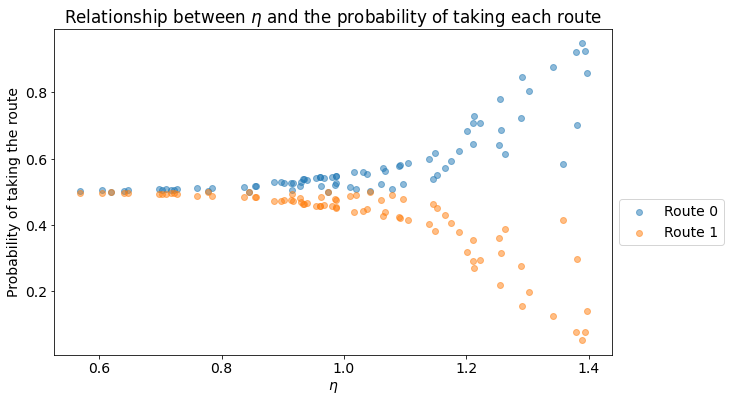 Relationship between η and the probability of taking each route
Probability of taking the route
0.8
0.6
0.4
0.2
0.6 0.8 1.0 1.2 1.4
η
Route 0
Route 1